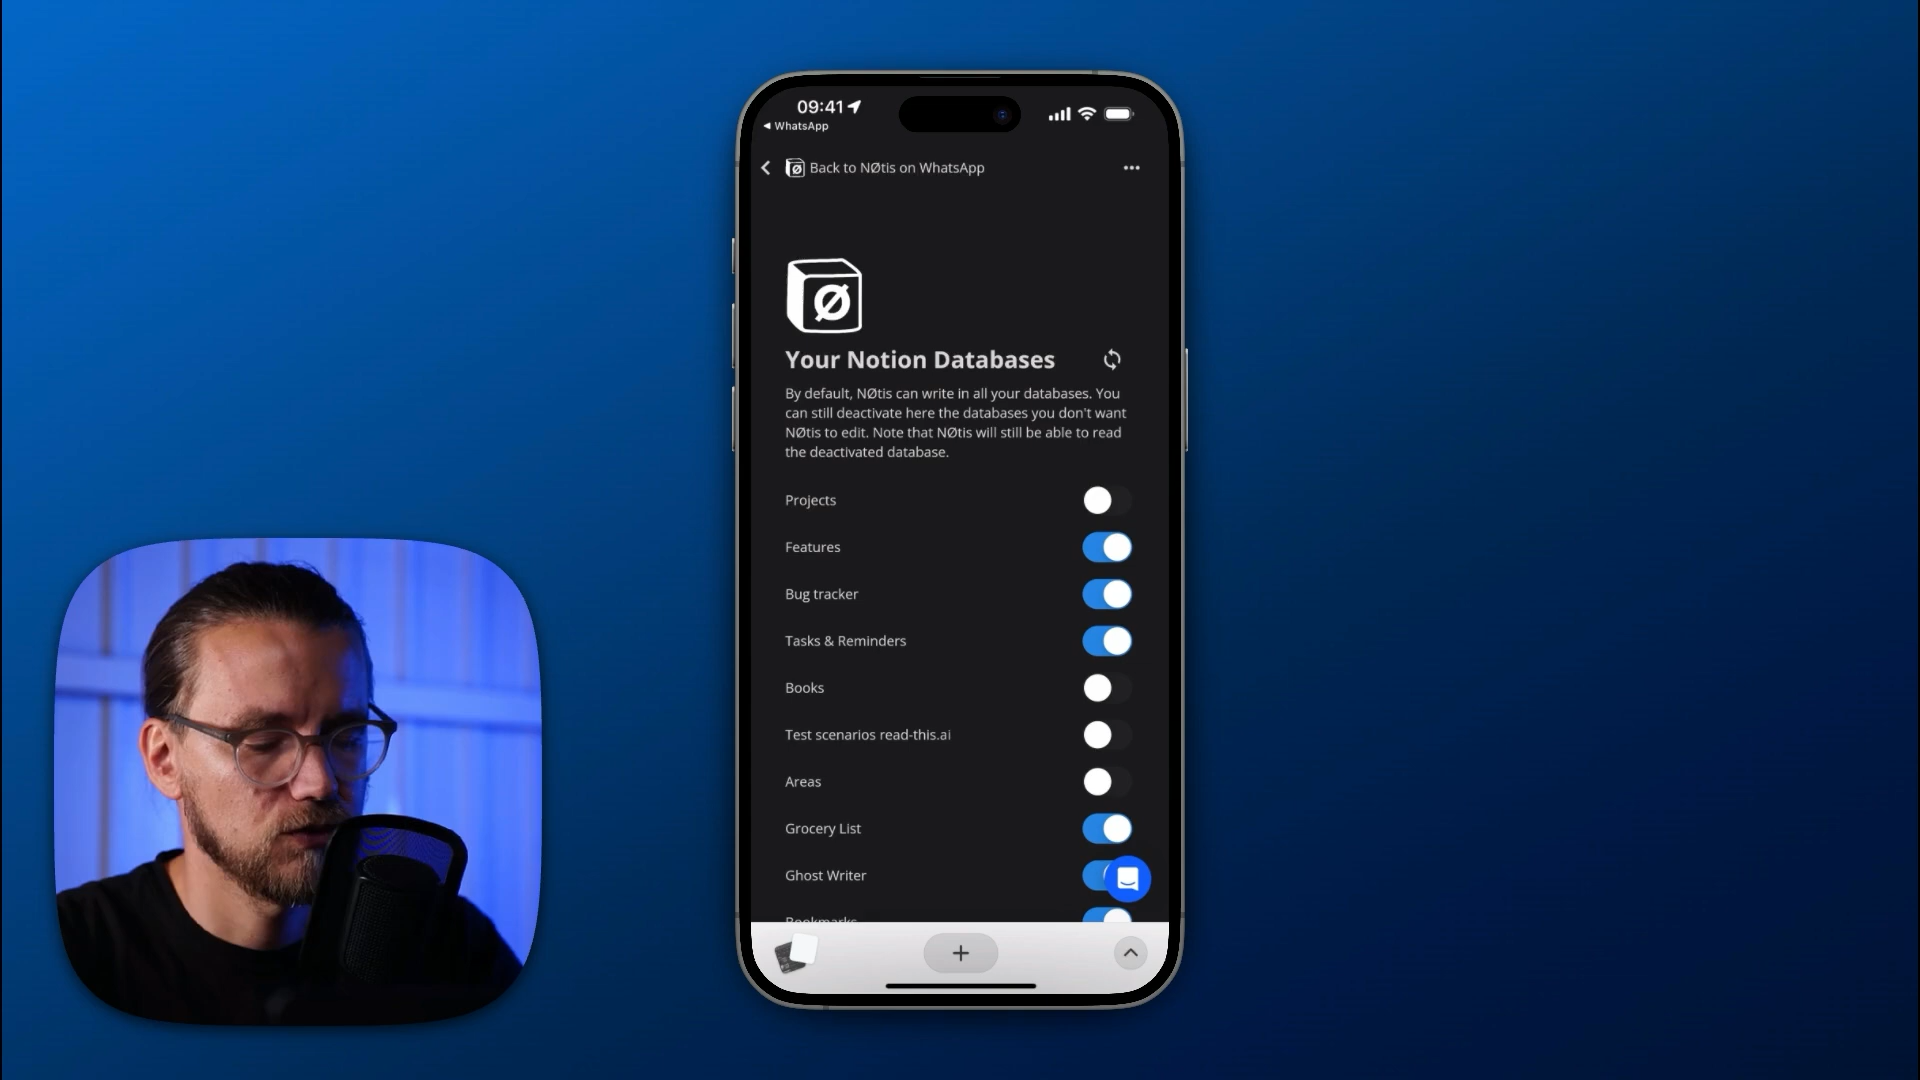 09:41
WhatsApp
Back to NØtis on WhatsApp
Ø
Your Notion Databases
By default, NØtis can write in all your databases. You
can still deactivate here the databases you don't want
NØtis to edit. Note that NØtis will still be able to read
the deactivated database.
Projects
Features
Bug tracker
Tasks & Reminders
Books
Test scenarios read-this.ai
Areas
Grocery List
Ghost Writer
Bookmarks